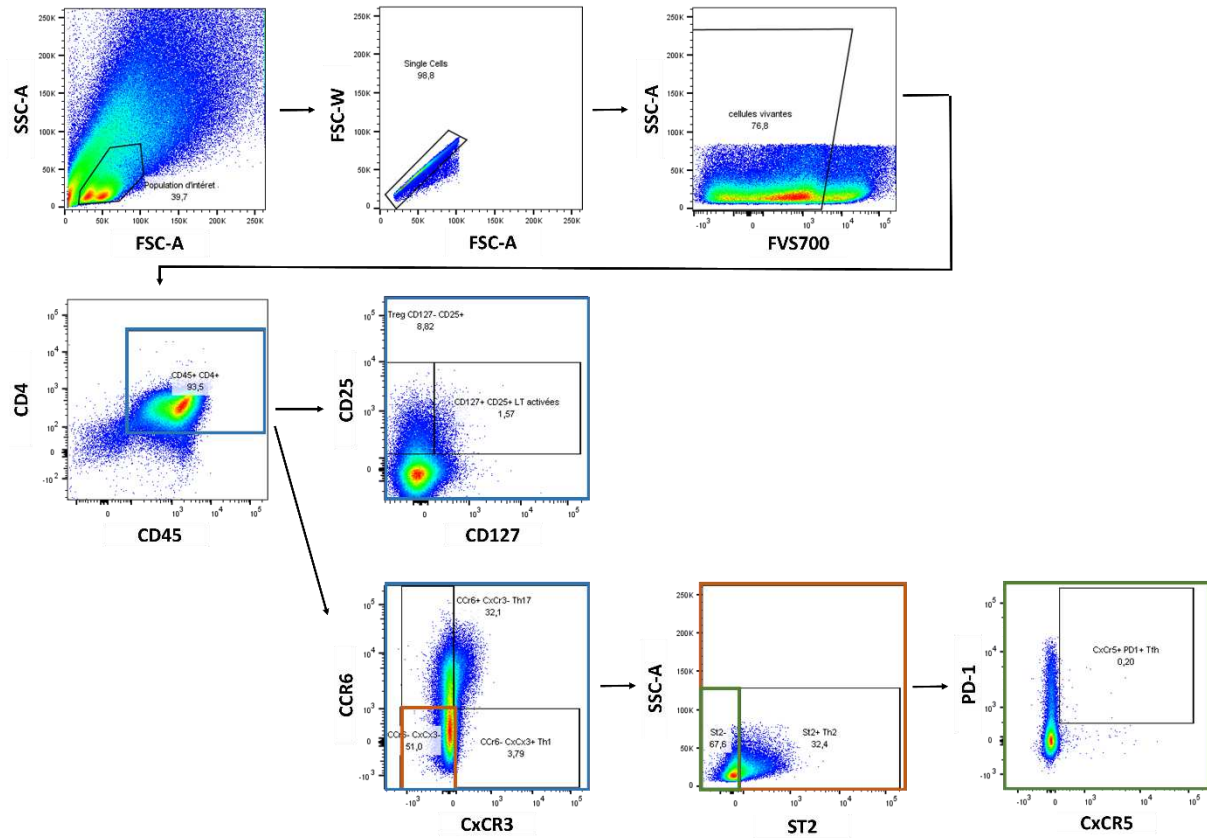 SSC-A
250K
200K
150K
100K
50K
0
Population d'intéret
39,7
0 50K 100K 150K 200K 250K
FSC-A
FSC-W
250K
200K
150K
100K
50K
0
Single Cells
98,8
0 50K 100K 150K 200K 250K
FSC-A
SSC-A
250K
200K
150K
100K
50K
0
cellules vivantes
76,8
-10³ 0 10³ 10⁴ 10⁵
FVS700
CD4
10⁵
10⁴
10³
10²
0
-10²
CD45+ CD4+
93,5
0 10³ 10⁴ 10⁵
CD45
CD25
10⁵
10⁴
10³
0
Treg CD127- CD25+
8,82
CD127+ CD25+ LT activées
1,57
0 10³ 10⁴ 10⁵
CD127
CCR6
10⁵
10⁴
10³
0
-10³
CCr6+ CxCr3- Th17
32,1
CCr6- CxCx3-
51,0
CCr6- CxCx3+ Th1
3,79
-10³ 0 10³ 10⁴ 10⁵
CxCR3
SSC-A
250K
200K
150K
100K
50K
0
St2-
67,6
St2+ Th2
32,4
0 10³ 10⁴ 10⁵
ST2
PD-1
10⁵
10⁴
10³
0
-10³
CxCr5+ PD1+ Tfh
0,20
-10³ 0 10³ 10⁴ 10⁵
CxCR5